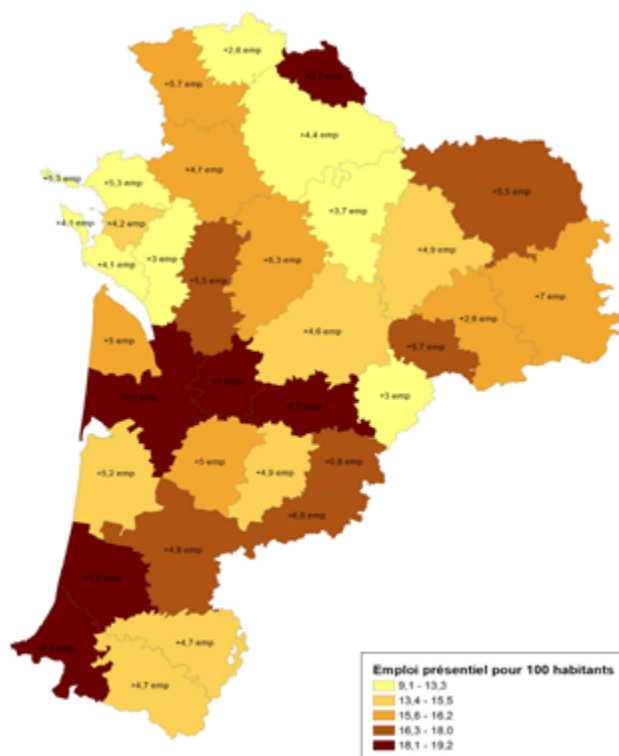 +2,8 emp
+5,7 emp
+4,4 emp
+4,7 emp
+5,3 emp
+5,3 emp
+5,5 emp
+3,7 emp
+4,1 emp
+4,2 emp
+4,9 emp
+4,1 emp
+3 emp
+6,3 emp
+5,5 emp
+7 emp
+2,6 emp
+5 emp
+4,6 emp
+5,7 emp
+3 emp
+5 emp
+4,9 emp
+5,2 emp
+6,6 emp
+4,9 emp
+4,7 emp
+4,7 emp
Emploi présentiel pour 100 habitants
9,1 - 13,3
13,4 - 15,5
15,6 - 16,2
16,3 - 18,0
18,1 - 19,2